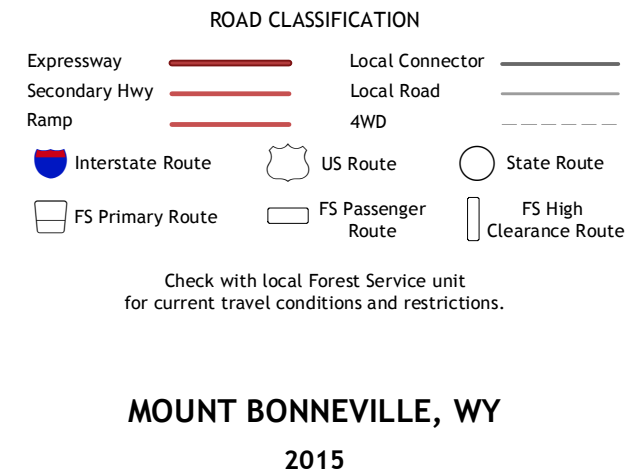 ROAD CLASSIFICATION
Expressway
Local Connector
Secondary Hwy
Local Road
Ramp
4WD
Interstate Route
US Route
State Route
FS Primary Route
FS Passenger
Route
FS High
Clearance Route
Check with local Forest Service unit
for current travel conditions and restrictions.
MOUNT BONNEVILLE, WY
2015